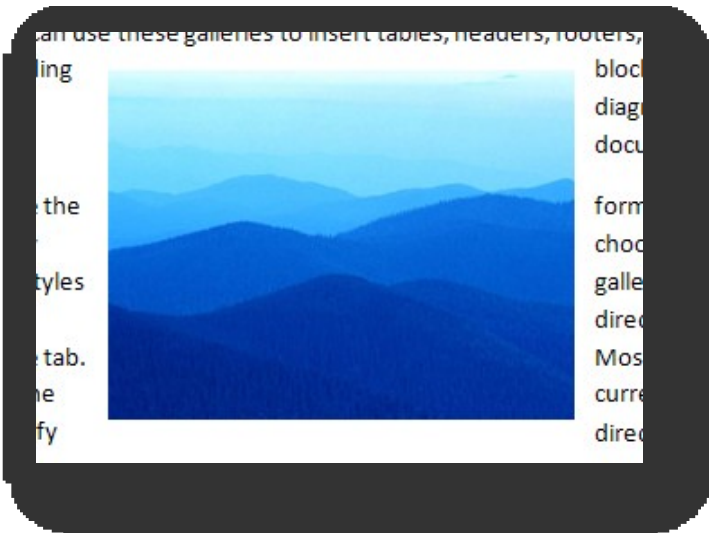 can use these galleries to insert tables, headers, footers,
ling block
diagr
docu
the form
choo
tyles galle
direc
tab. Mos
he curre
fy direc